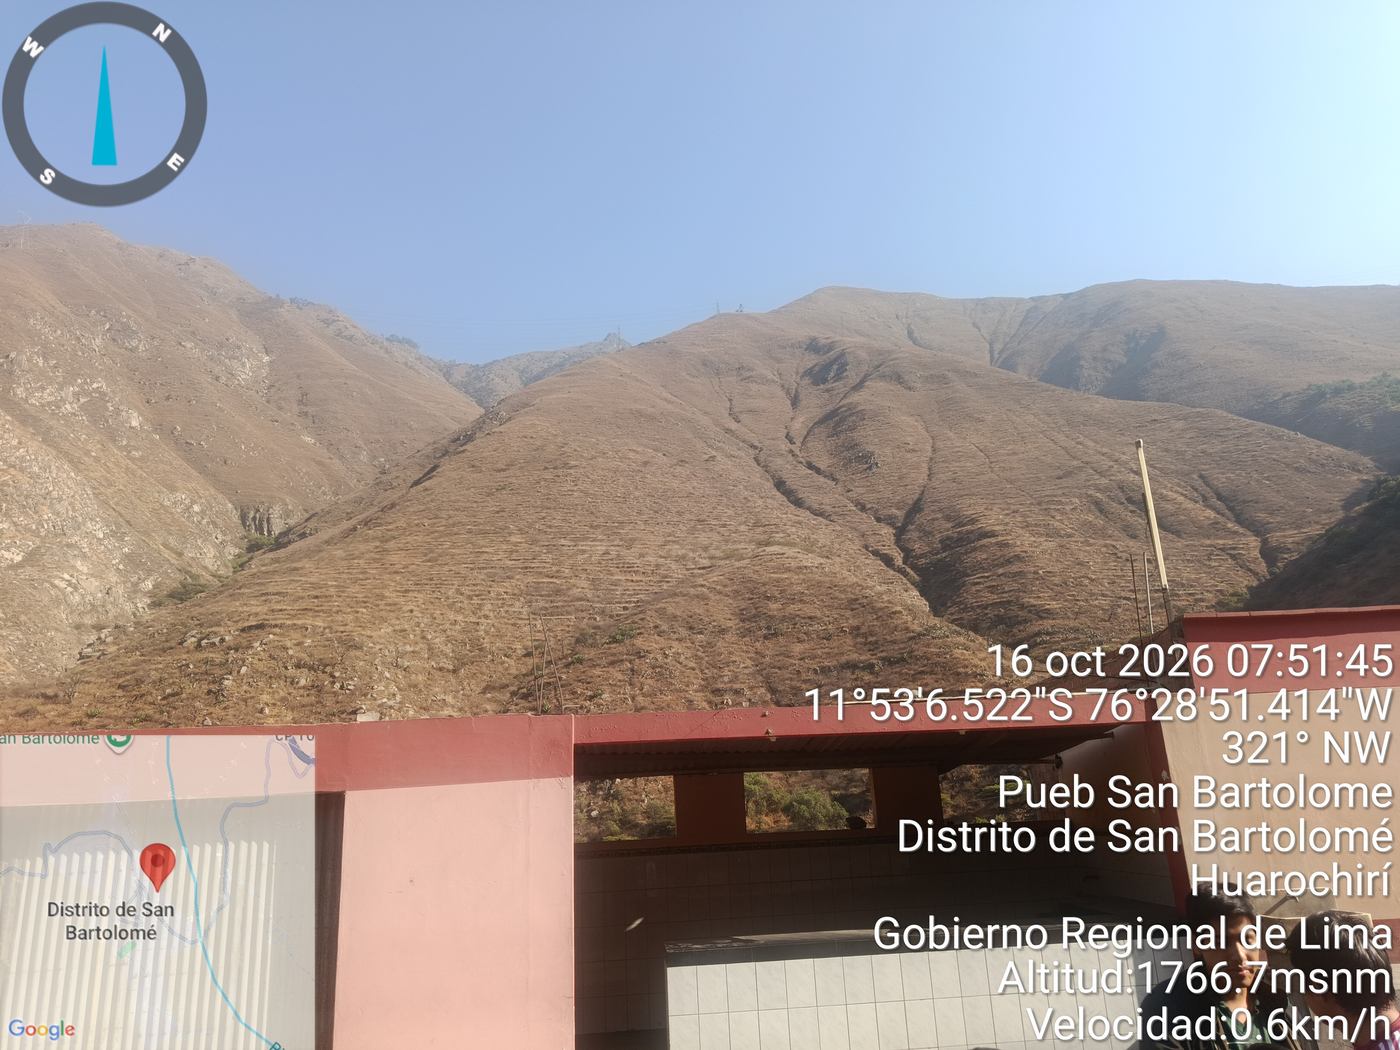 N
W
E
S
16 oct 2026 07:51:45
11°53'6.522"S 76°28'51.414"W
321° NW
Pueb San Bartolome
Distrito de San Bartolomé
Huarochirí
Gobierno Regional de Lima
Altitud:1766.7msnm
Velocidad:0.6km/h
an Bartolomé
Distrito de San
Bartolomé
Google